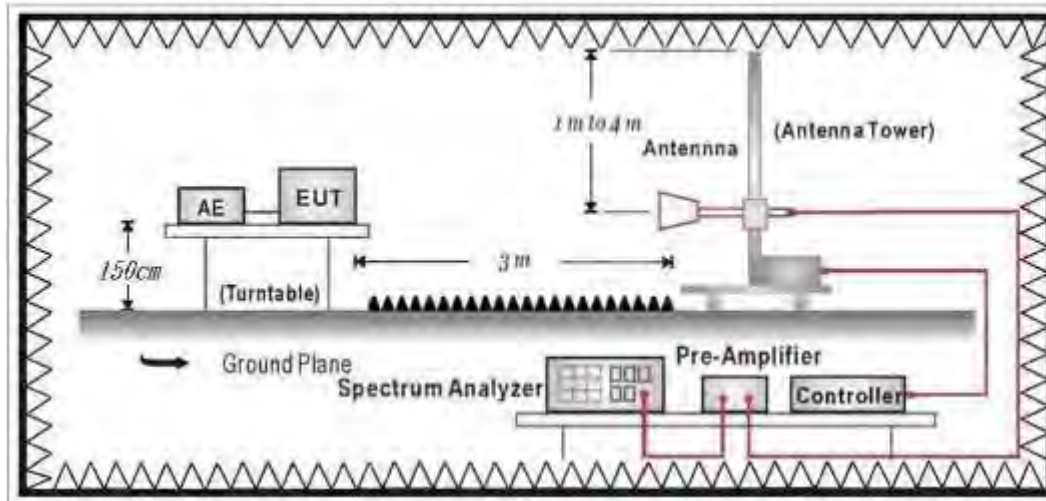 1m to 4m
(Antenna Tower)
Antennna
EUT
AE
150cm
3m
(Turntable)
Ground Plane
Pre-Amplifier
Spectrum Analyzer
Controller